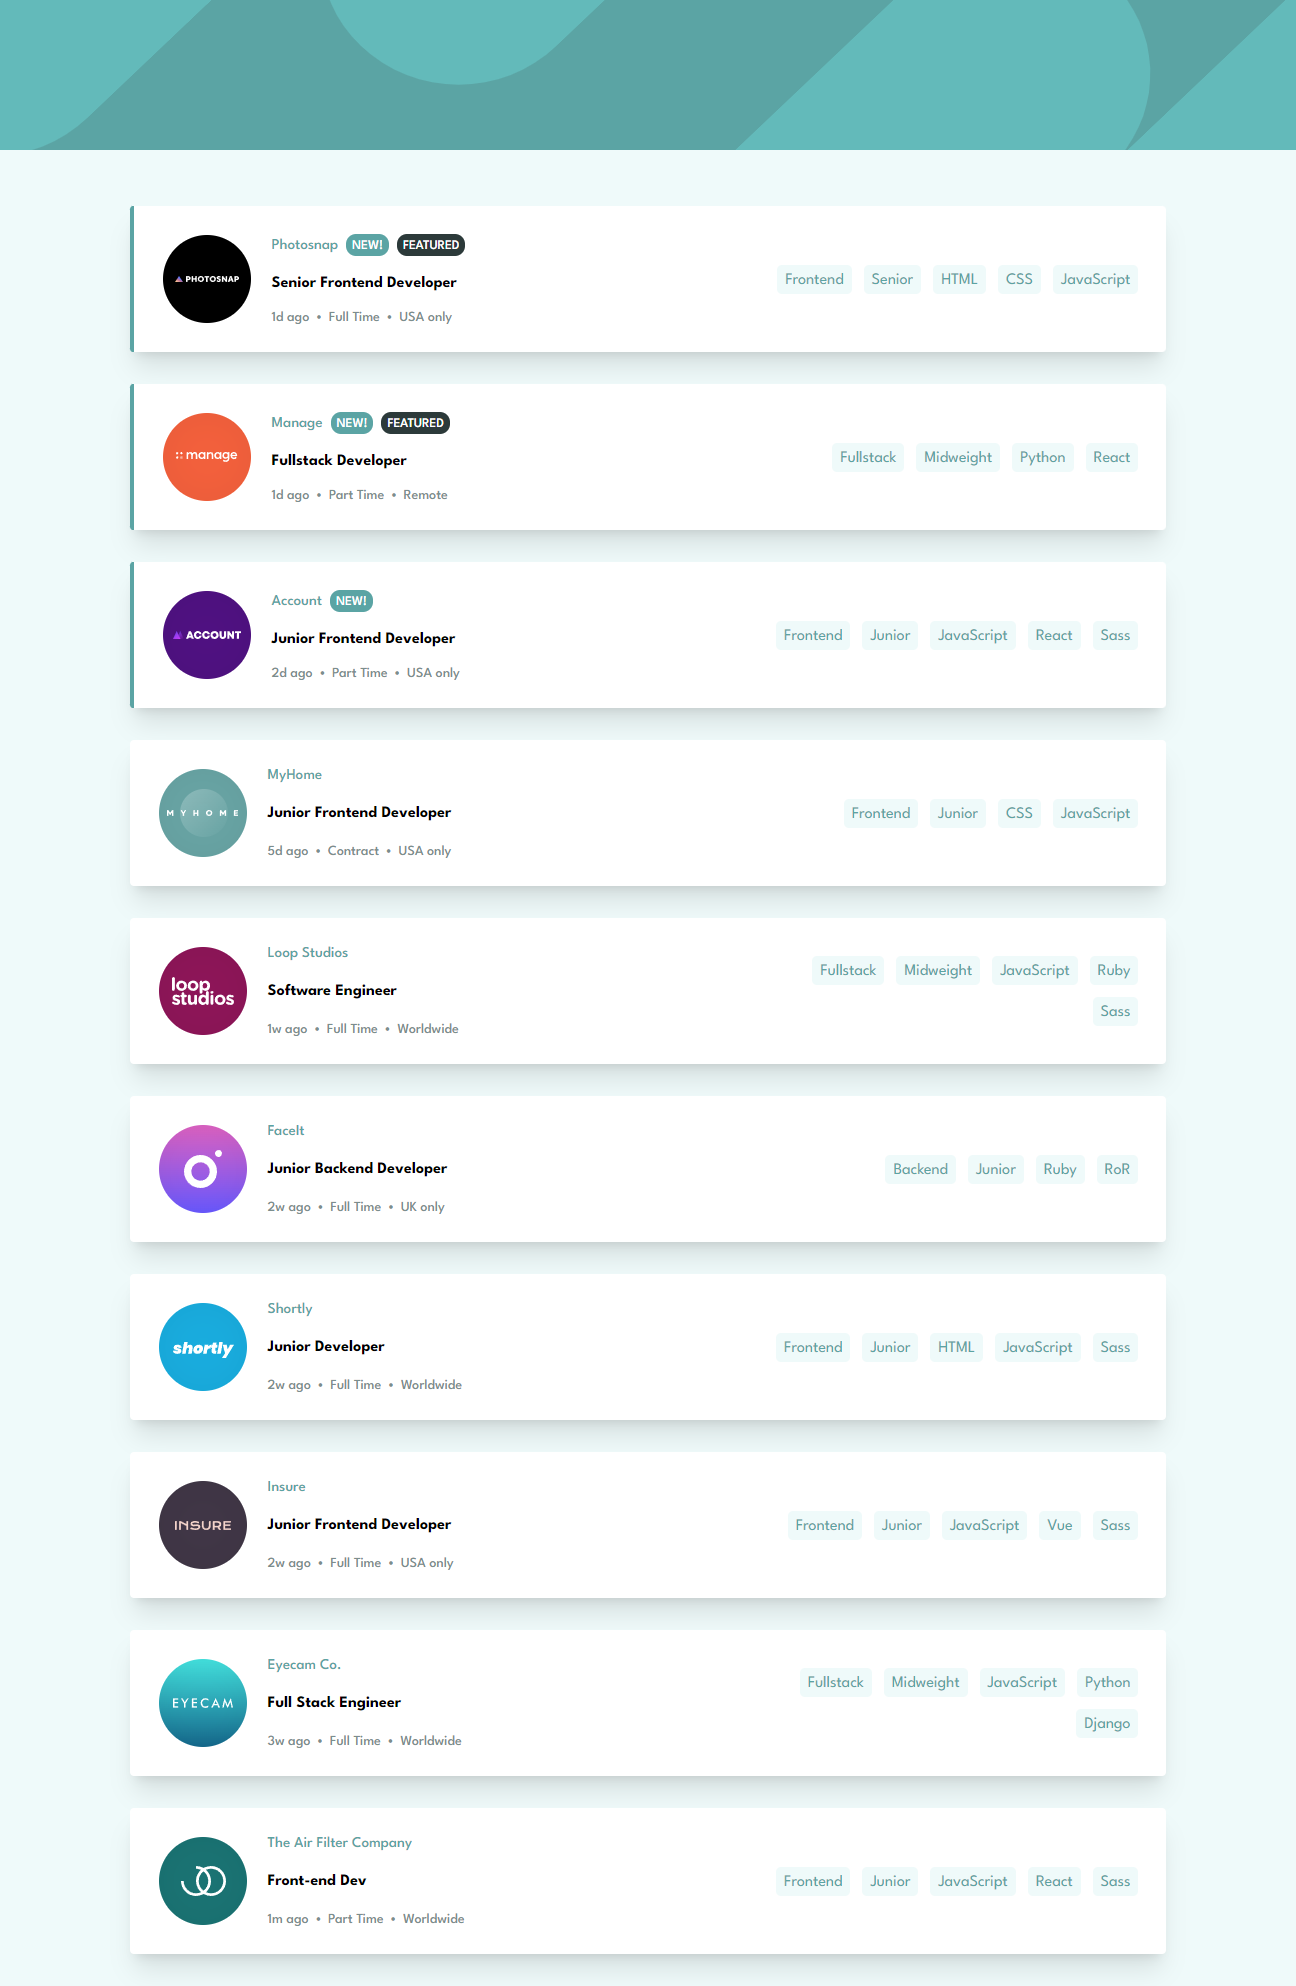 PHOTOSNAP
Photosnap NEW! FEATURED
Senior Frontend Developer
1d ago • Full Time • USA only
Frontend Senior HTML CSS JavaScript
manage
Manage NEW! FEATURED
Fullstack Developer
1d ago • Part Time • Remote
Fullstack Midweight Python React
ACCOUNT
Account NEW!
Junior Frontend Developer
2d ago • Part Time • USA only
Frontend Junior JavaScript React Sass
MYHOME
MyHome
Junior Frontend Developer
5d ago • Contract • USA only
Frontend Junior CSS JavaScript
loop
studios
Loop Studios
Software Engineer
1w ago • Full Time • Worldwide
Fullstack Midweight JavaScript Ruby
Sass
FaceIt
Junior Backend Developer
2w ago • Full Time • UK only
Backend Junior Ruby RoR
shortly
Shortly
Junior Developer
2w ago • Full Time • Worldwide
Frontend Junior HTML JavaScript Sass
INSURE
Insure
Junior Frontend Developer
2w ago • Full Time • USA only
Frontend Junior JavaScript Vue Sass
EYECAM
Eyecam Co.
Full Stack Engineer
3w ago • Full Time • Worldwide
Fullstack Midweight JavaScript Python
Django
The Air Filter Company
Front-end Dev
1m ago • Part Time • Worldwide
Frontend Junior JavaScript React Sass